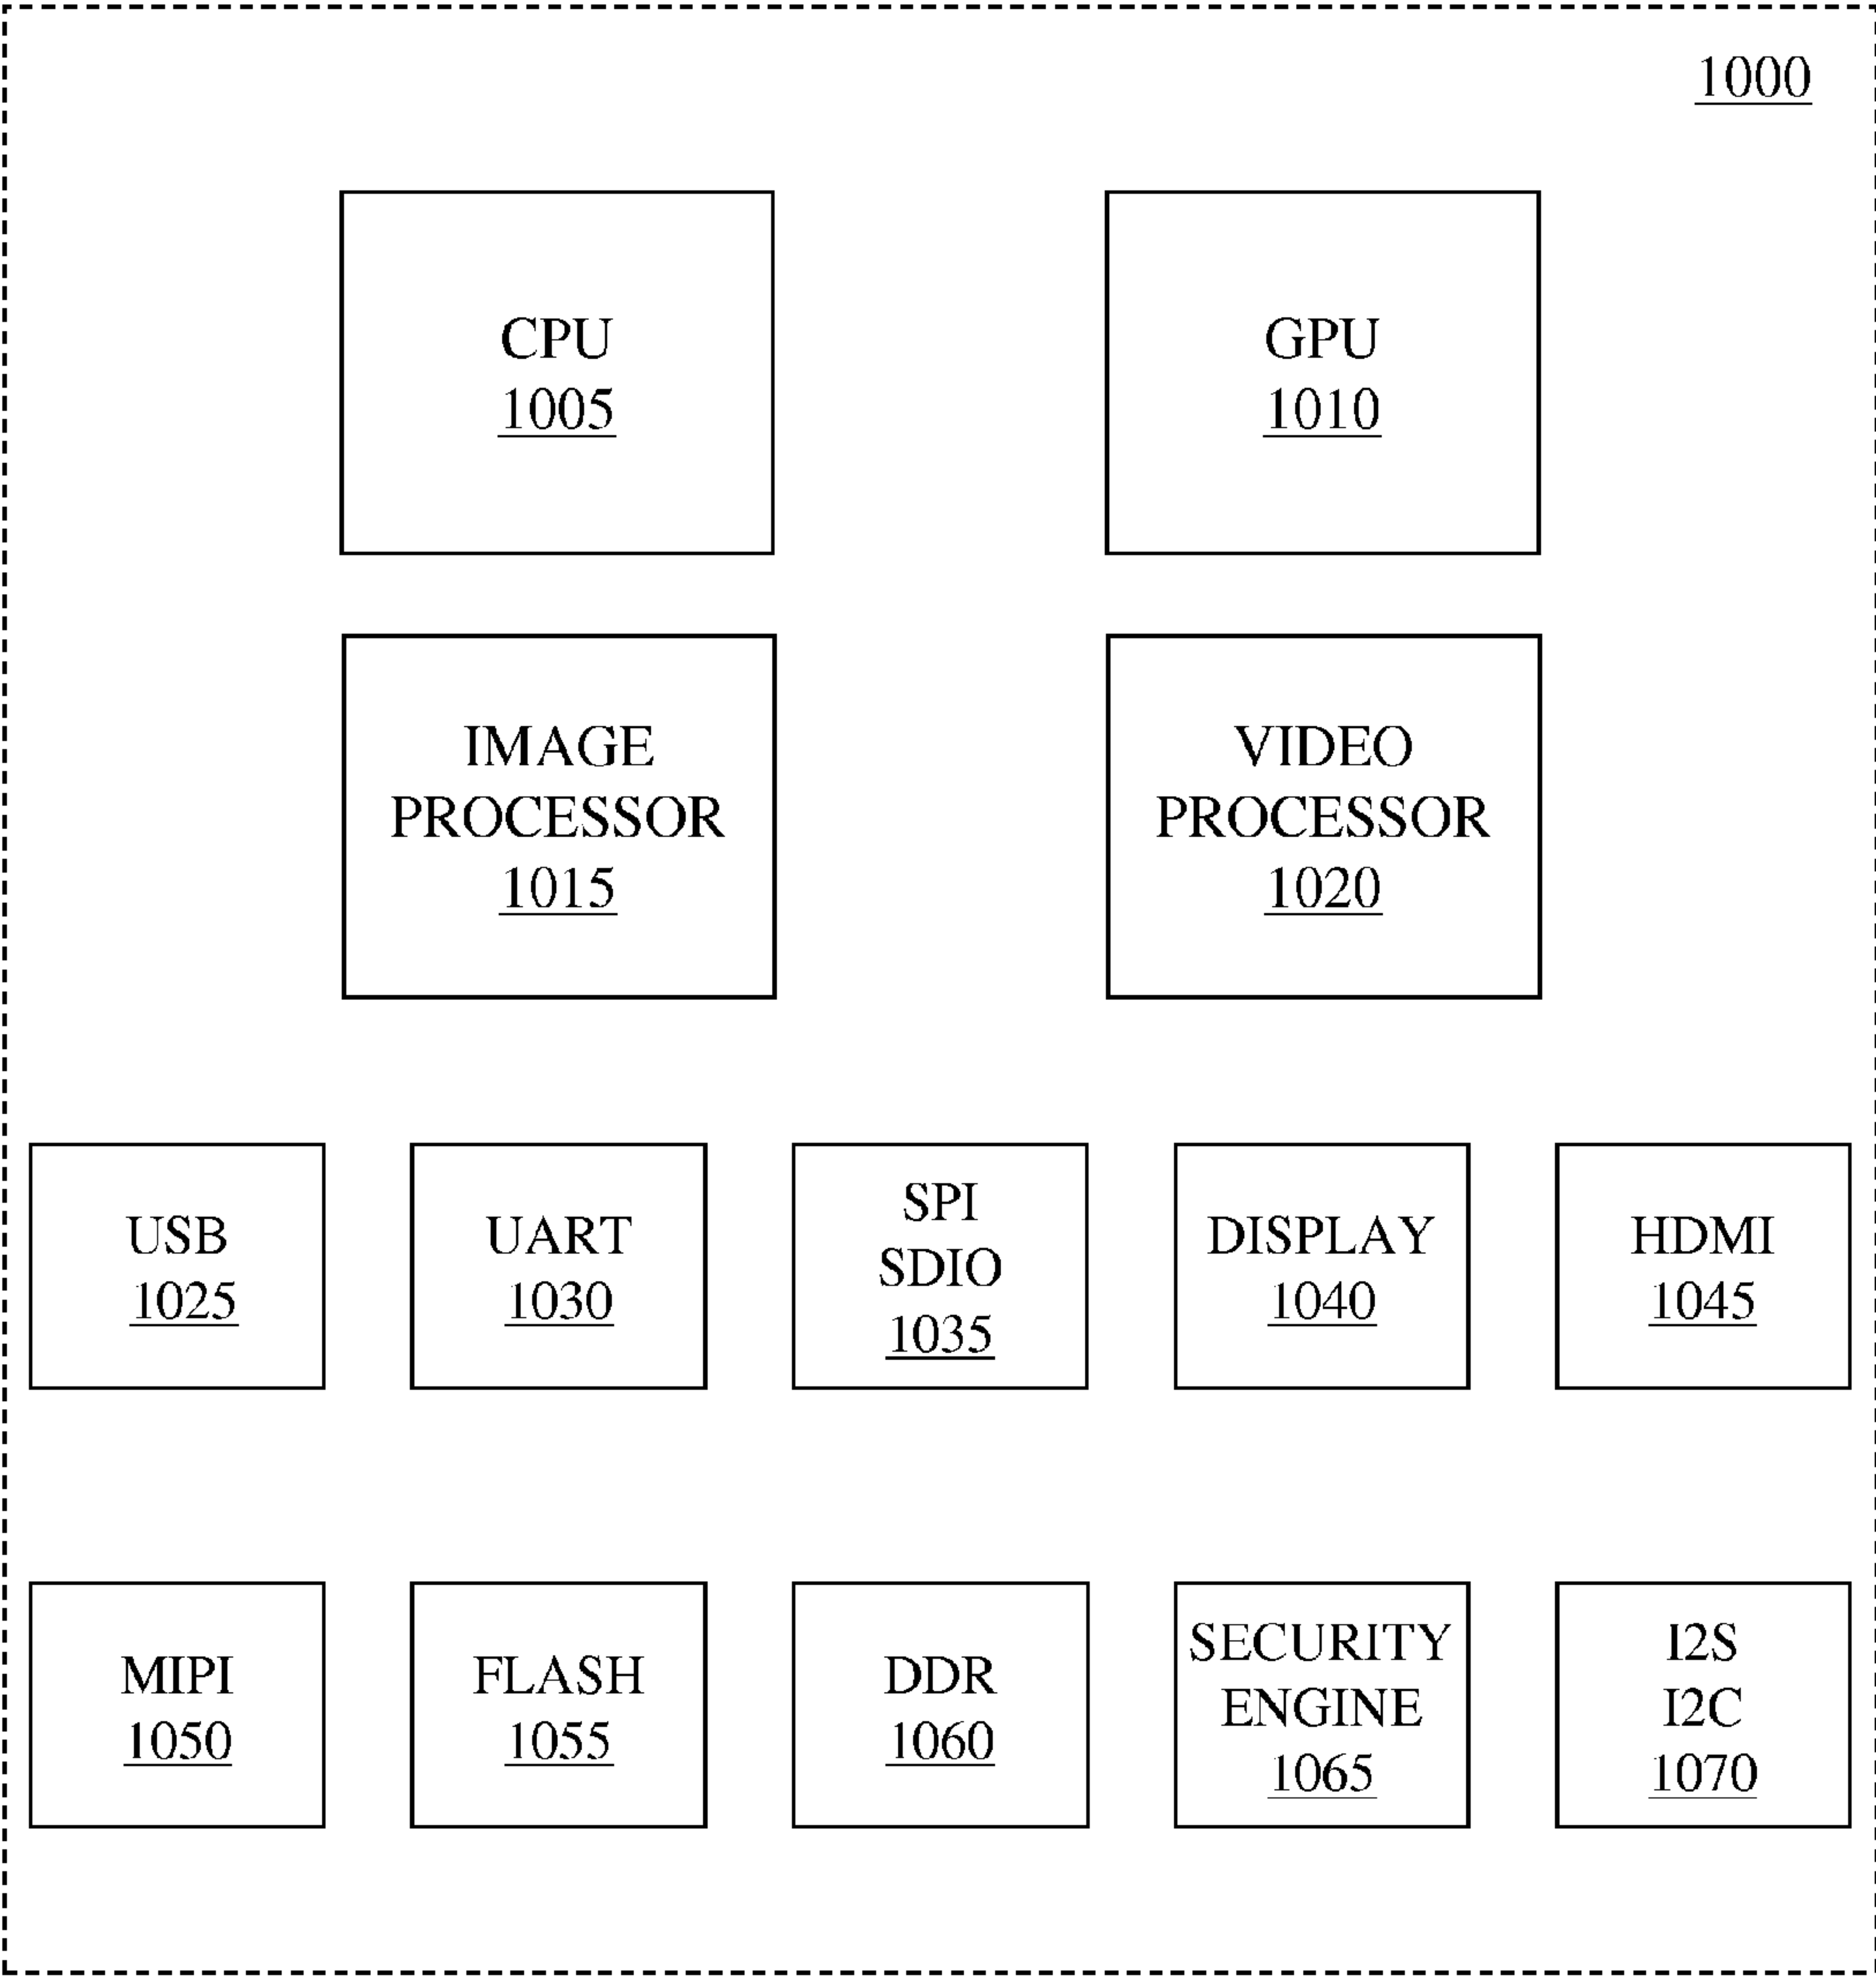 1000
CPU
1005
GPU
1010
IMAGE
PROCESSOR
1015
VIDEO
PROCESSOR
1020
USB
1025
UART
1030
SPI
SDIO
1035
DISPLAY
1040
HDMI
1045
MIPI
1050
FLASH
1055
DDR
1060
SECURITY
ENGINE
1065
I2S
I2C
1070